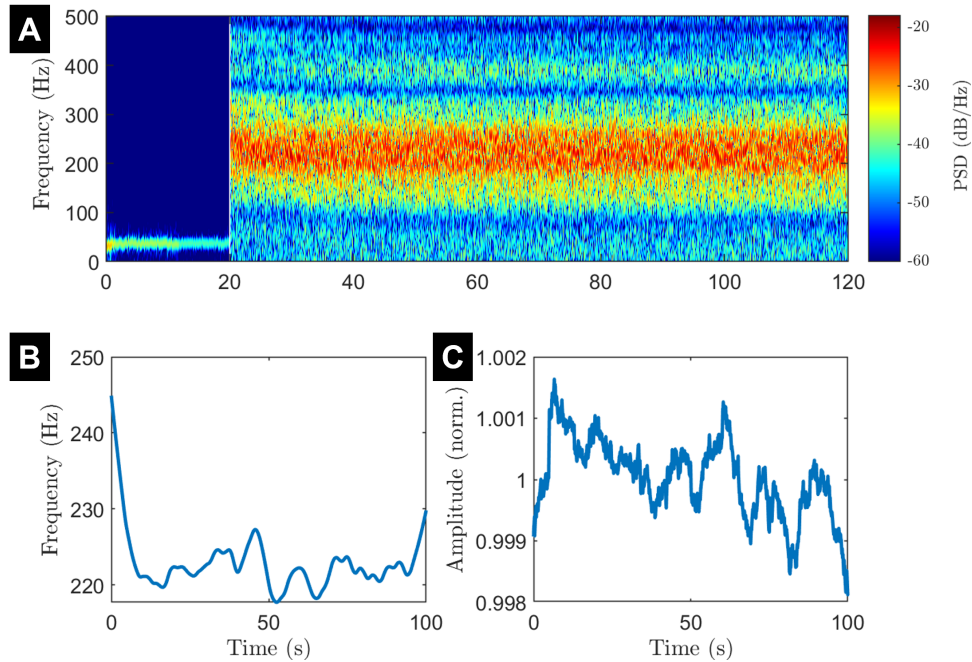 A
500
400
300
200
100
0
Frequency (Hz)
0 20 40 60 80 100 120
-20
-30
-40
-50
-60
PSD (dB/Hz)
B
250
240
230
220
Frequency (Hz)
0 50 100
Time (s)
C
1.002
1.001
1
0.999
0.998
Amplitude (norm.)
0 50 100
Time (s)